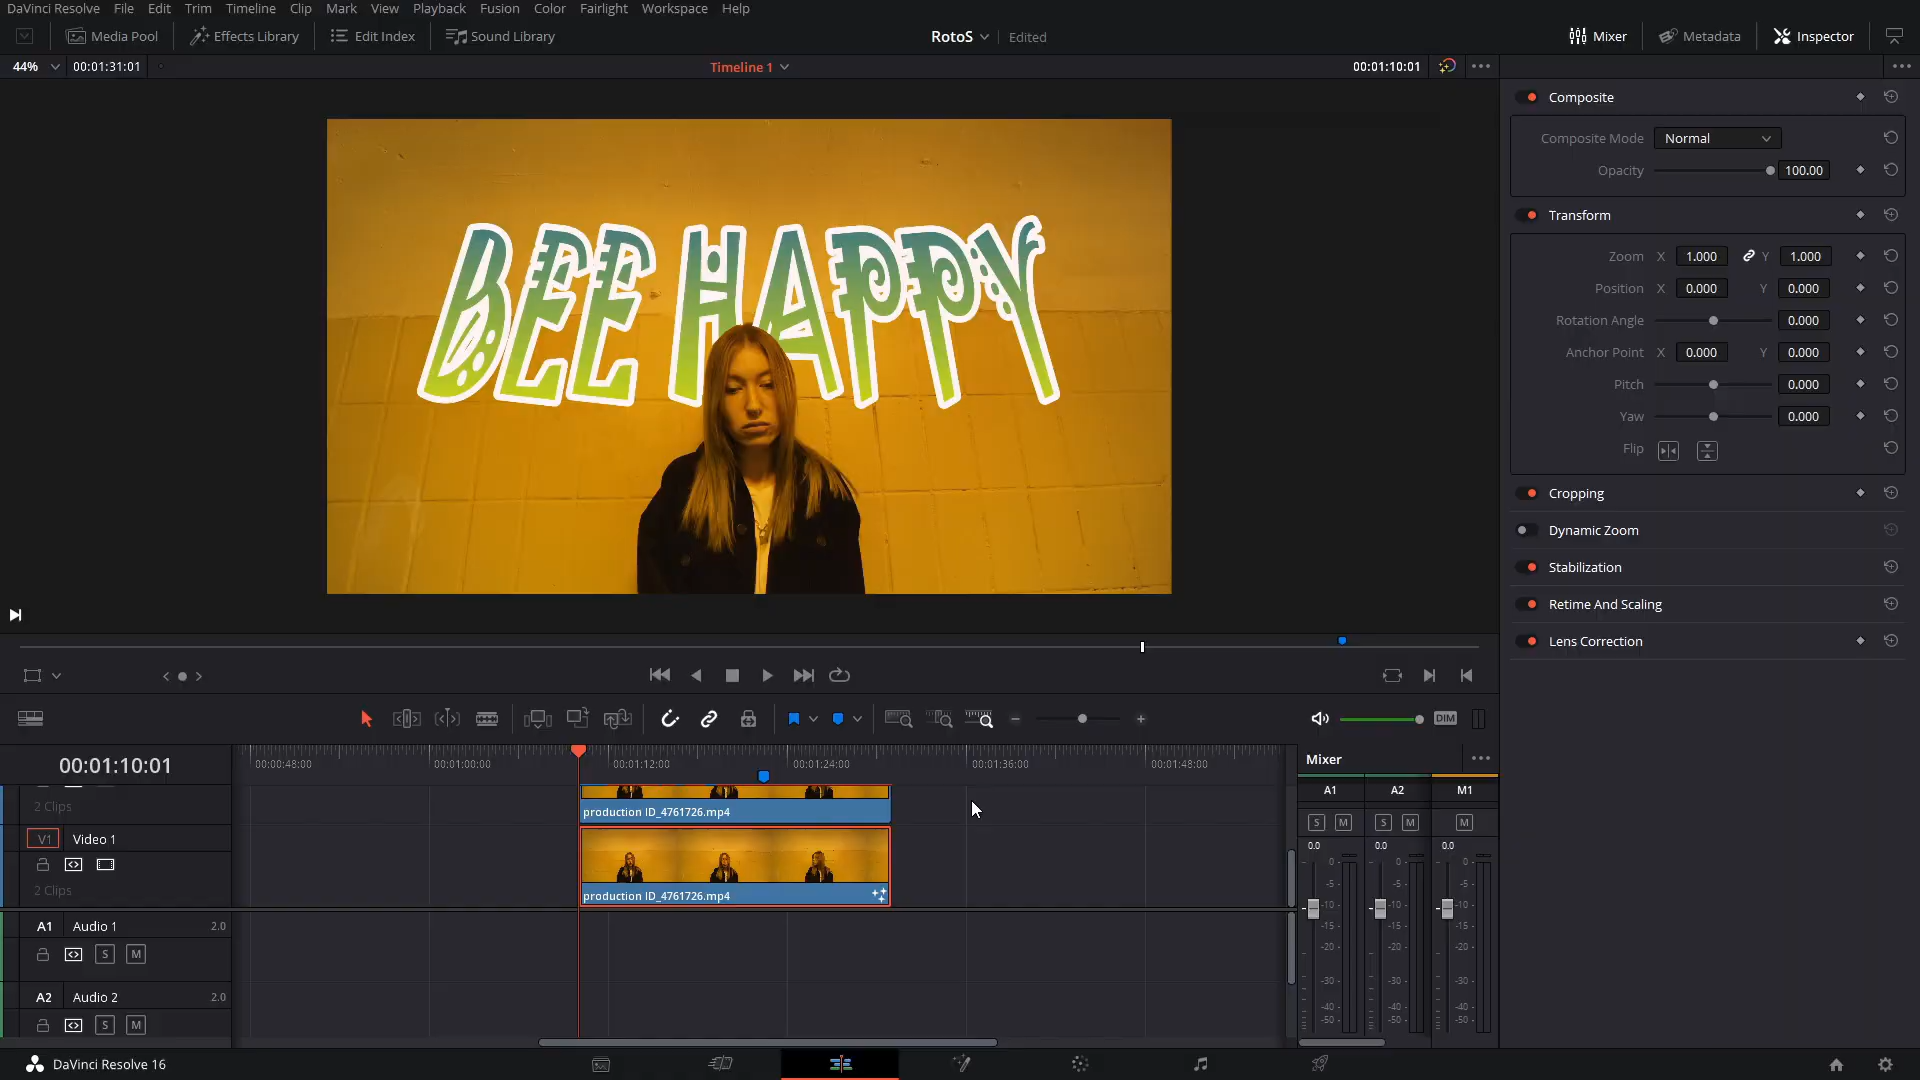 DaVinci Resolve File Edit Trim Timeline Clip Mark View Playback Fusion Color Fairlight Workspace Help
Media Pool Effects Library Edit Index Sound Library RotoS Edited Mixer Metadata Inspector
44% 00:01:31:01 Timeline 1 00:01:10:01
BEE HAPPY
Composite
Composite Mode Normal
Opacity 100.00
Transform
Zoom X 1.000 Y 1.000
Position X 0.000 Y 0.000
Rotation Angle 0.000
Anchor Point X 0.000 Y 0.000
Pitch 0.000
Yaw 0.000
Flip
Cropping
Dynamic Zoom
Stabilization
Retime And Scaling
Lens Correction
DIM
00:01:10:01
00:00:48:00 00:01:00:00 00:01:12:00 00:01:24:00 00:01:36:00 00:01:48:00
2 Clips
production ID_4761726.mp4
V1 Video 1
2 Clips
production ID_4761726.mp4
A1 Audio 1 2.0
S M
A2 Audio 2 2.0
S M
Mixer
A1 A2 M1
S M S M M
0.0 0.0 0.0
0 0 0
-5 -5 -5
-10 -10 -10
-15 -15 -15
-20 -20 -20
-30 -30 -30
-40 -40 -40
-50 -50 -50
DaVinci Resolve 16